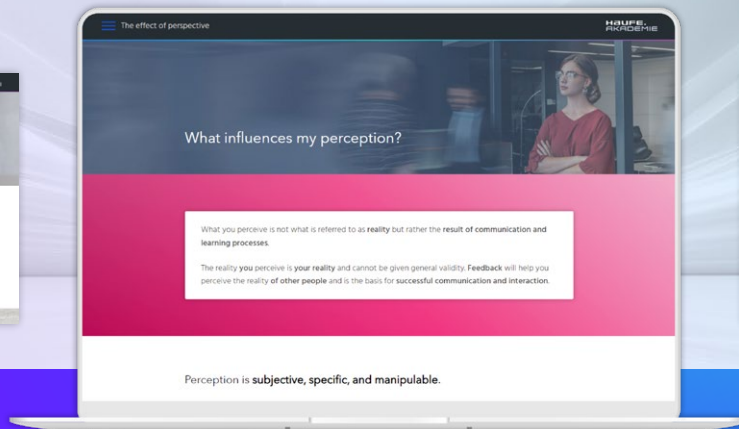 The effect of perspective
HAUFE.
AKADEMIE
What influences my perception?
What you perceive is not what is referred to as reality but rather the result of communication and
learning processes.
The reality you perceive is your reality and cannot be given general validity. Feedback will help you
perceive the reality of other people and is the basis for successful communication and interaction.
Perception is subjective, specific, and manipulable.